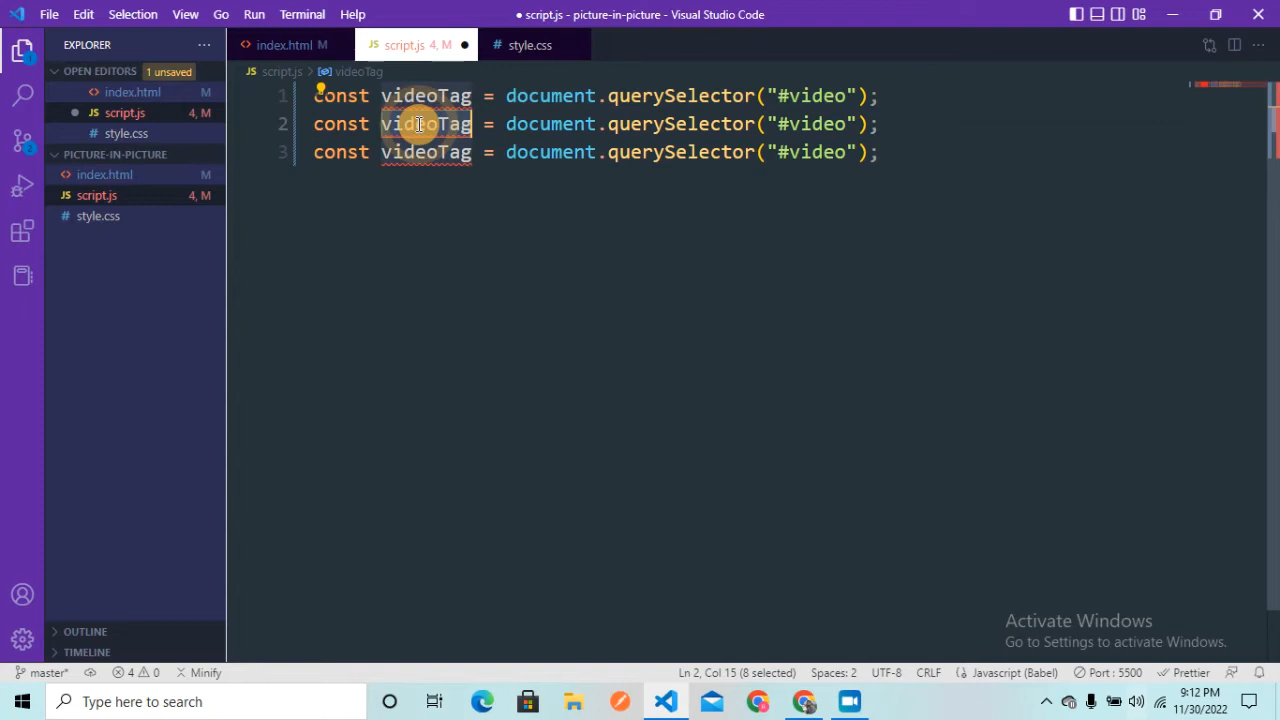 File Edit Selection View Go Run Terminal Help ● script.js - picture-in-picture - Visual Studio Code
EXPLORER ...
<> index.html M JS script.js 4, M ● # style.css
OPEN EDITORS 1 unsaved
<> index.html M
● JS script.js 4, M
# style.css
PICTURE-IN-PICTURE
<> index.html M
JS script.js 4, M
# style.css
OUTLINE
TIMELINE
JS script.js > videoTag
1 const videoTag = document.querySelector("#video");
2 const videoTag = document.querySelector("#video");
3 const videoTag = document.querySelector("#video");
Activate Windows
Go to Settings to activate Windows.
master* 4 0 Minify Ln 2, Col 15 (8 selected) Spaces: 2 UTF-8 CRLF Javascript (Babel) Port : 5500 Prettier
Type here to search 9:12 PM
11/30/2022